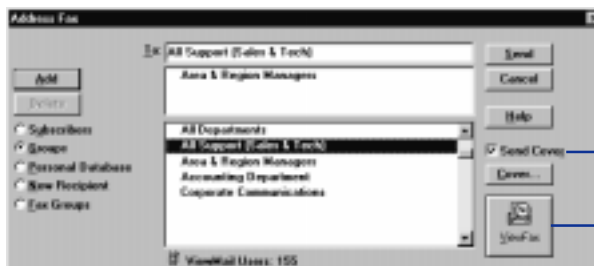 Address Fax
To: All Support (Sales & Tech)
Area & Region Managers
Add
Delete
Subscribers
Groups
Personal Database
New Recipient
Fax Groups
All Departments
All Support (Sales & Tech)
Area & Region Managers
Accounting Department
Corporate Communications
ViewMail Users: 155
Send
Cancel
Help
Send Cover
Cover...
ViewFax